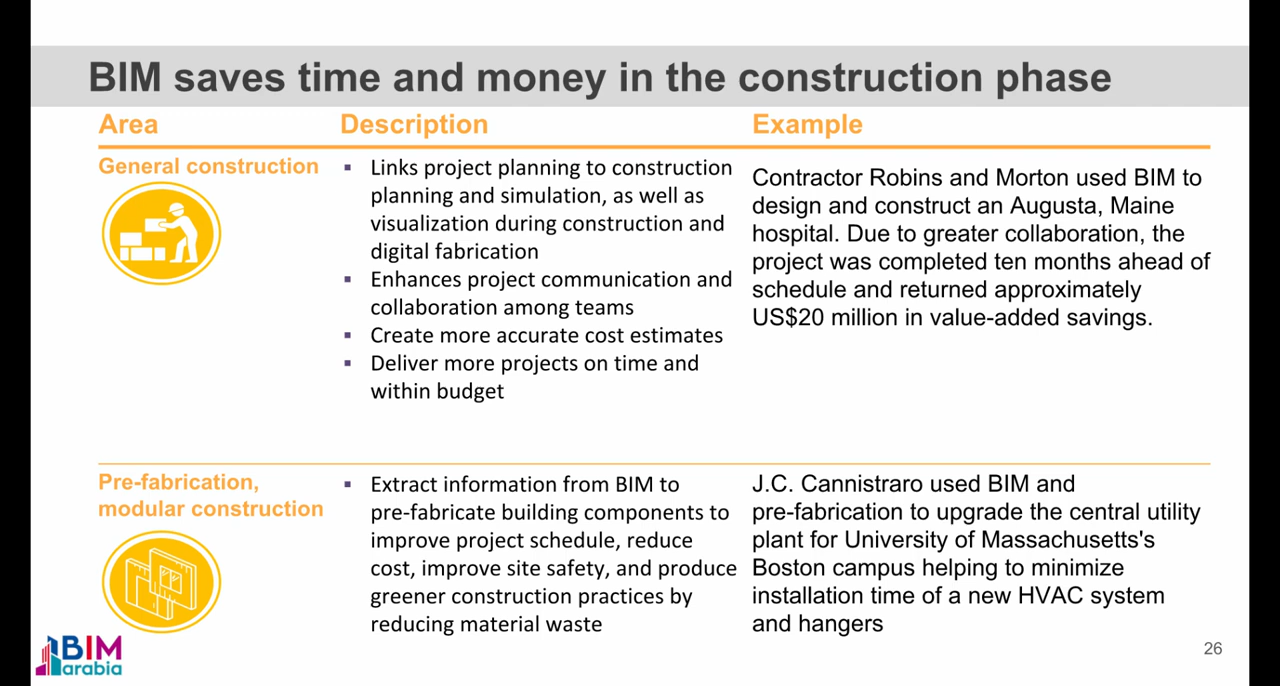 BIM saves time and money in the construction phase
Area
Description
Example
General construction
▪ Links project planning to construction
planning and simulation, as well as
visualization during construction and
digital fabrication
▪ Enhances project communication and
collaboration among teams
▪ Create more accurate cost estimates
▪ Deliver more projects on time and
within budget
Contractor Robins and Morton used BIM to
design and construct an Augusta, Maine
hospital. Due to greater collaboration, the
project was completed ten months ahead of
schedule and returned approximately
US$20 million in value-added savings.
Pre-fabrication,
modular construction
▪ Extract information from BIM to
pre-fabricate building components to
improve project schedule, reduce
cost, improve site safety, and produce
greener construction practices by
reducing material waste
J.C. Cannistraro used BIM and
pre-fabrication to upgrade the central utility
plant for University of Massachusetts's
Boston campus helping to minimize
installation time of a new HVAC system
and hangers
BIM
arabia
26